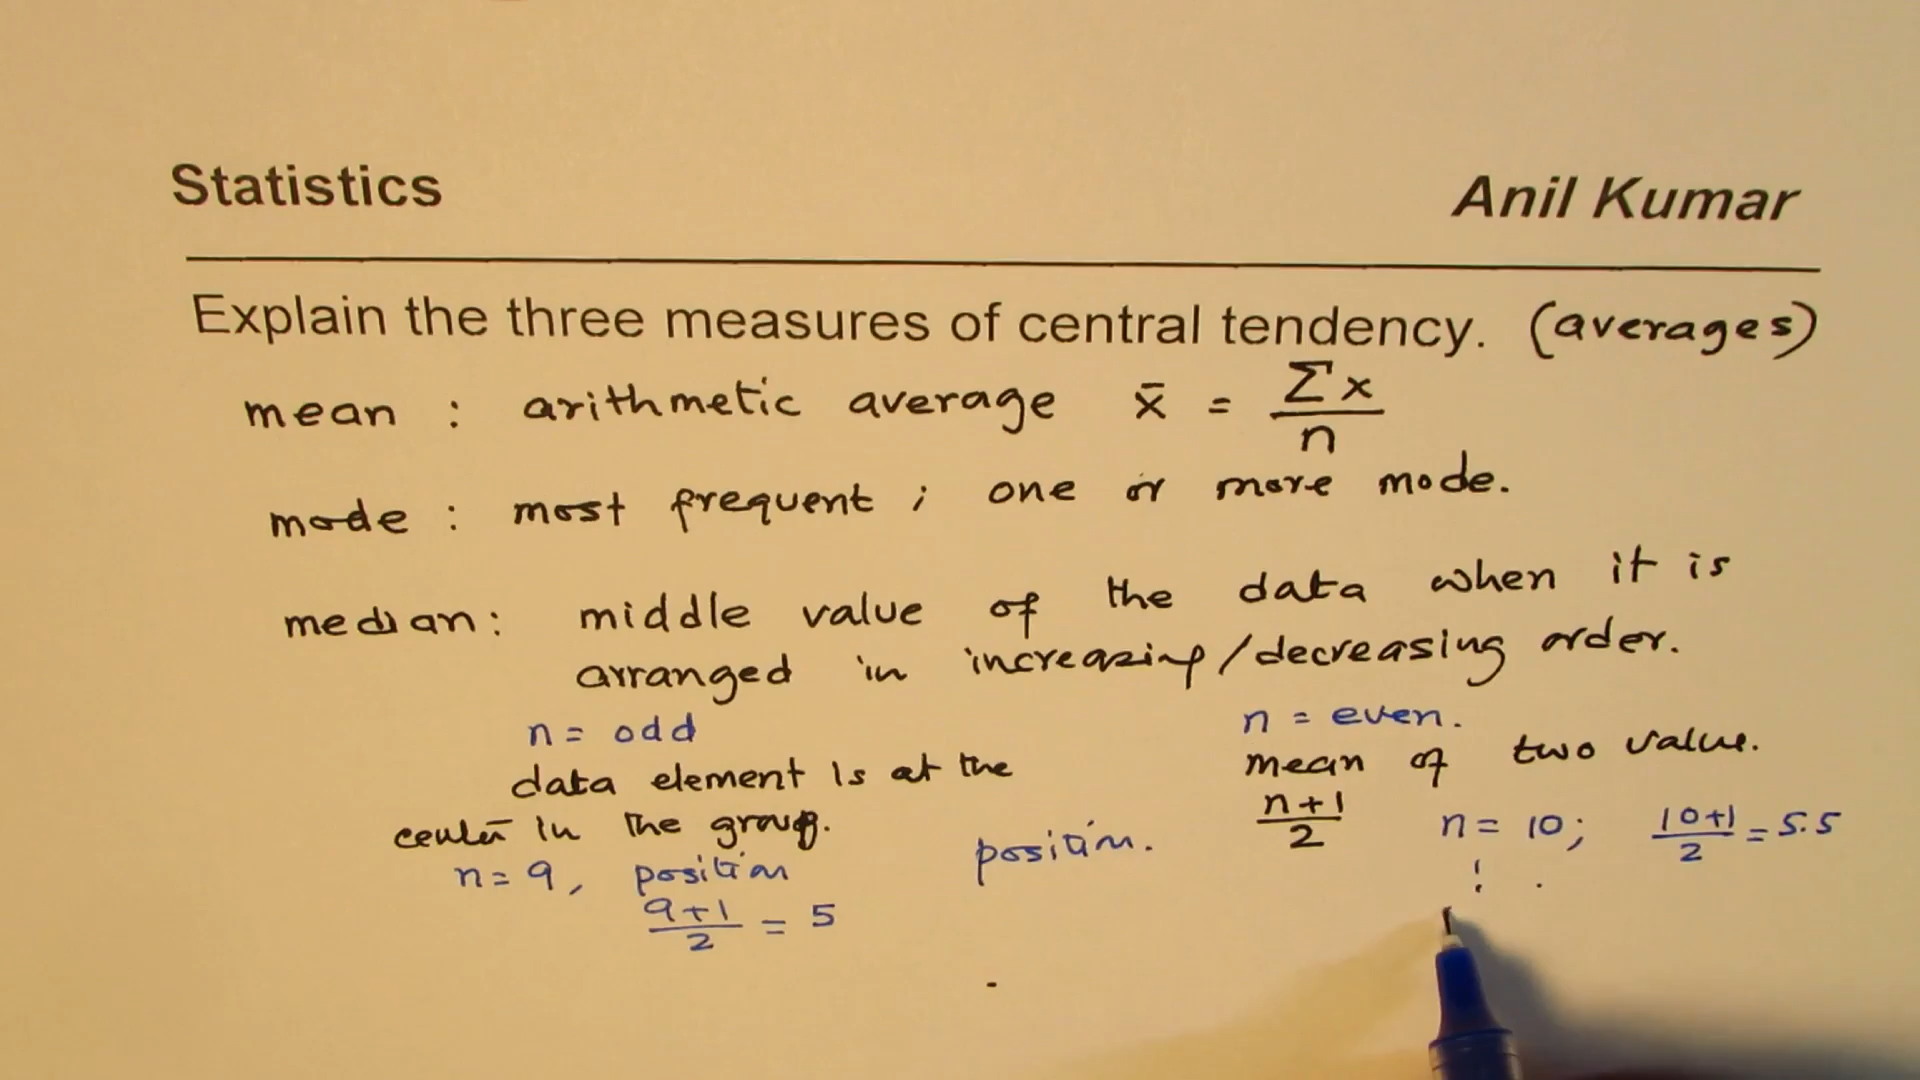 Statistics
Anil Kumar
Explain the three measures of central tendency. (averages)
mean : arithmetic average x̄ = Σx / n
mode : most frequent ; one or more mode.
median : middle value of the data when it is
arranged in increasing/decreasing order.
n = odd
data element is at the
center in the group.
n = 9, position
9+1 / 2 = 5
position.
n = even.
mean of two value.
n+1 / 2
n = 10; 10+1 / 2 = 5.5